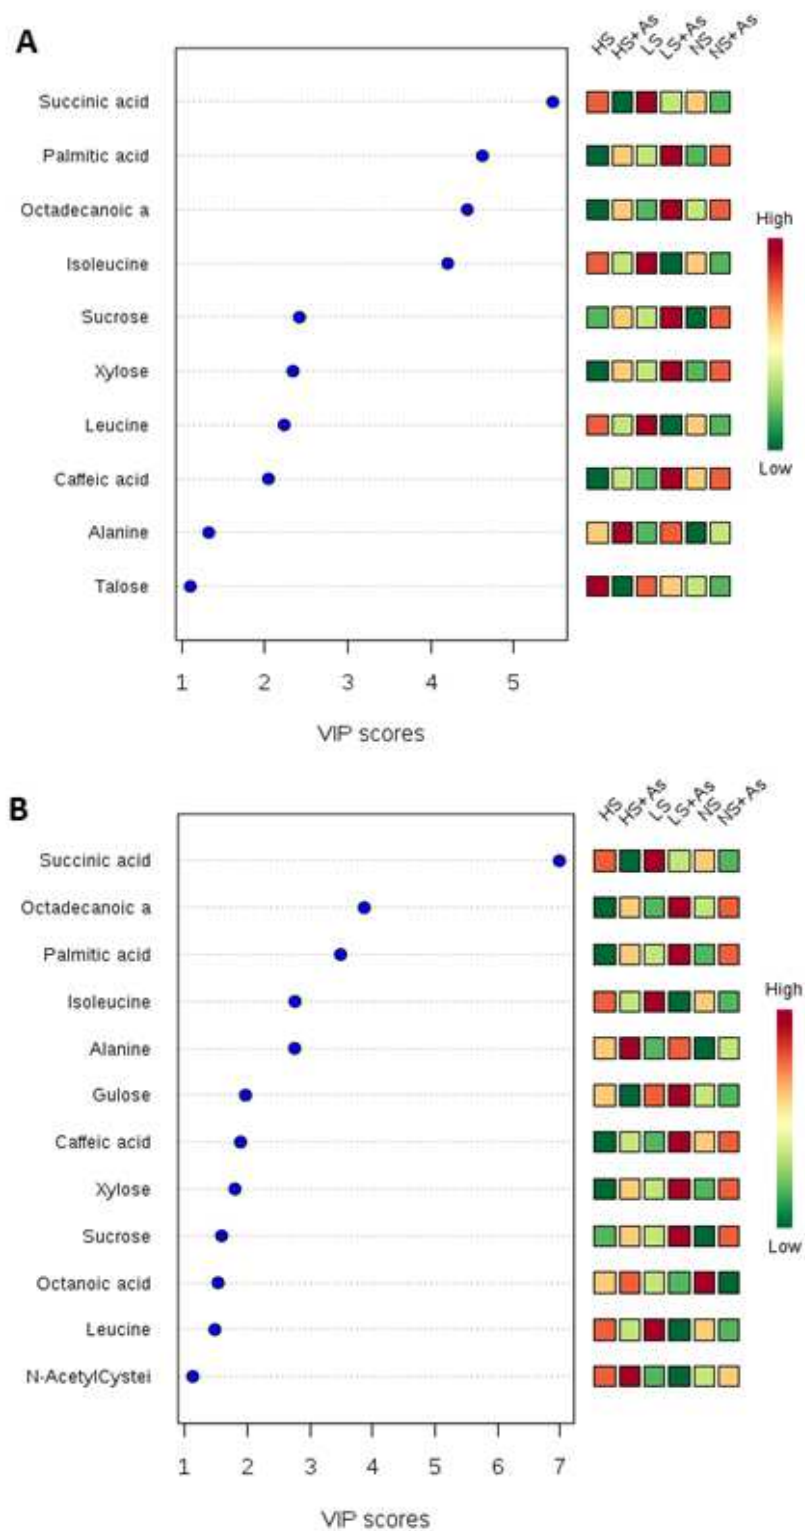 A
HS HS+As LS LS+As NS NS+As
Succinic acid
Palmitic acid
Octadecanoic a
Isoleucine
Sucrose
Xylose
Leucine
Caffeic acid
Alanine
Talose
High
Low
1 2 3 4 5
VIP scores
B
HS HS+As LS LS+As NS NS+As
Succinic acid
Octadecanoic a
Palmitic acid
Isoleucine
Alanine
Gulose
Caffeic acid
Xylose
Sucrose
Octanoic acid
Leucine
N-AcetylCystei
High
Low
1 2 3 4 5 6 7
VIP scores